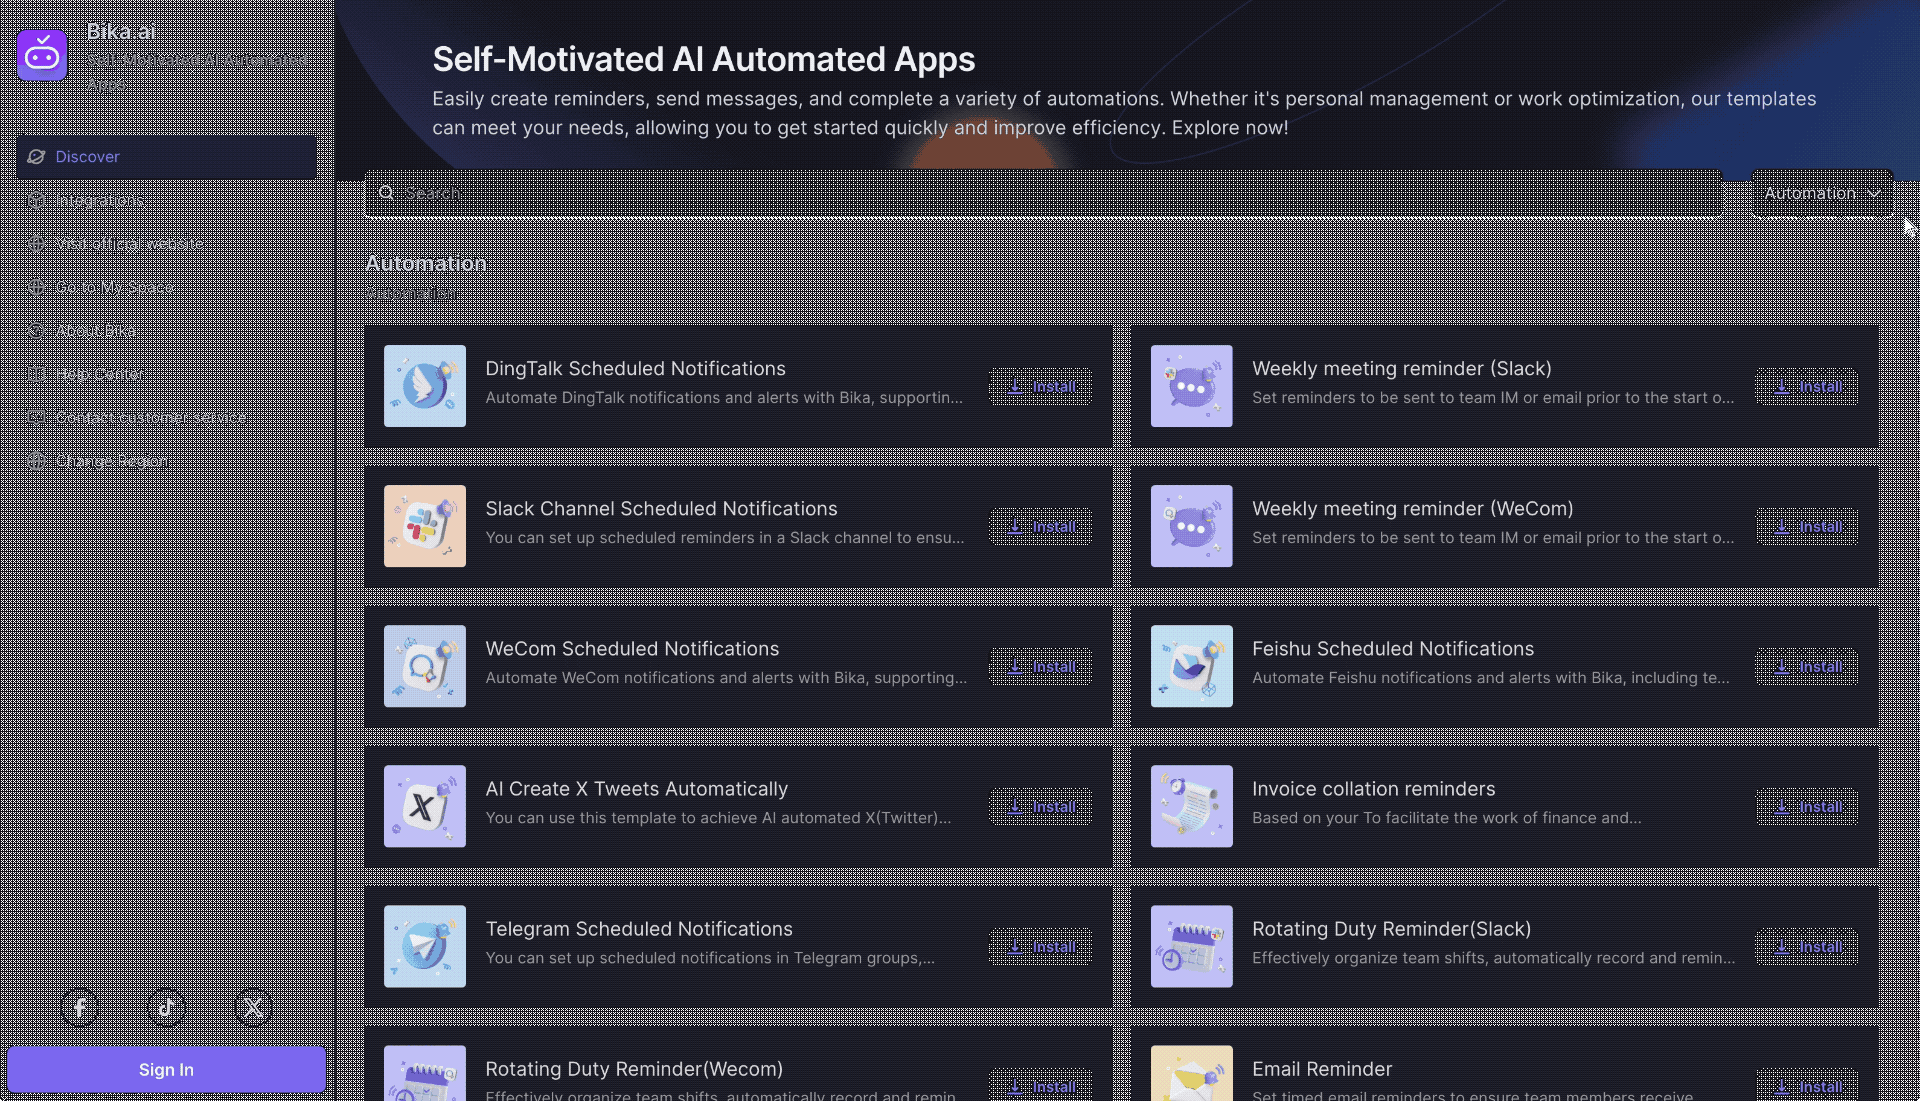 Bika.ai
Self-Motivated AI Automated
Apps
Discover
Integrations
Visit official website
Go to My Space
About Bika
Help Center
Contact customer service
Change Region
Sign In
Self-Motivated AI Automated Apps
Easily create reminders, send messages, and complete a variety of automations. Whether it's personal management or work optimization, our templates
can meet your needs, allowing you to get started quickly and improve efficiency. Explore now!
Search
Automation
Automation
DingTalk Scheduled Notifications
Automate DingTalk notifications and alerts with Bika, supportin...
Install
Weekly meeting reminder (Slack)
Set reminders to be sent to team IM or email prior to the start o...
Install
Slack Channel Scheduled Notifications
You can set up scheduled reminders in a Slack channel to ensu...
Install
Weekly meeting reminder (WeCom)
Set reminders to be sent to team IM or email prior to the start o...
Install
WeCom Scheduled Notifications
Automate WeCom notifications and alerts with Bika, supporting...
Install
Feishu Scheduled Notifications
Automate Feishu notifications and alerts with Bika, including te...
Install
AI Create X Tweets Automatically
You can use this template to achieve AI automated X(Twitter)...
Install
Invoice collation reminders
Based on your To facilitate the work of finance and...
Install
Telegram Scheduled Notifications
You can set up scheduled notifications in Telegram groups,...
Install
Rotating Duty Reminder(Slack)
Effectively organize team shifts, automatically record and remin...
Install
Rotating Duty Reminder(Wecom)
Effectively organize team shifts, automatically record and remin
Install
Email Reminder
Set timed email reminders to ensure team members receive
Install